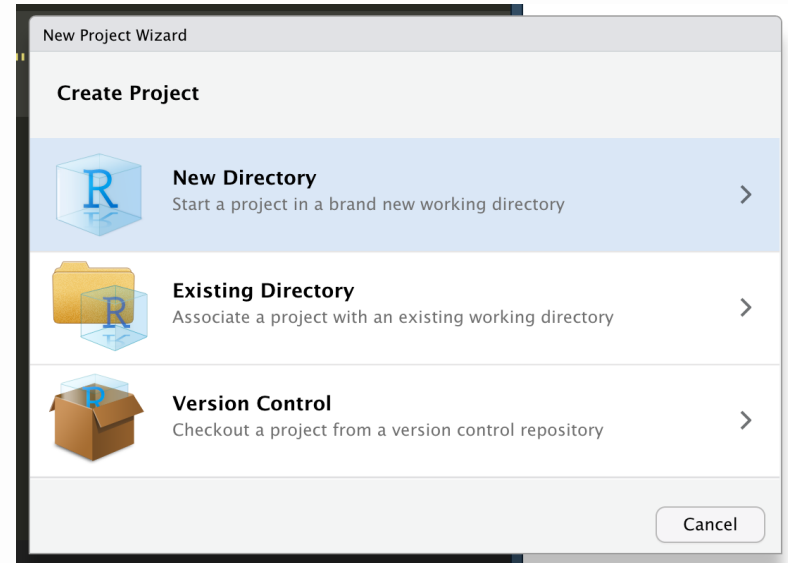 New Project Wizard
"
Create Project
R
New Directory
Start a project in a brand new working directory
R
Existing Directory
Associate a project with an existing working directory
R
Version Control
Checkout a project from a version control repository
Cancel